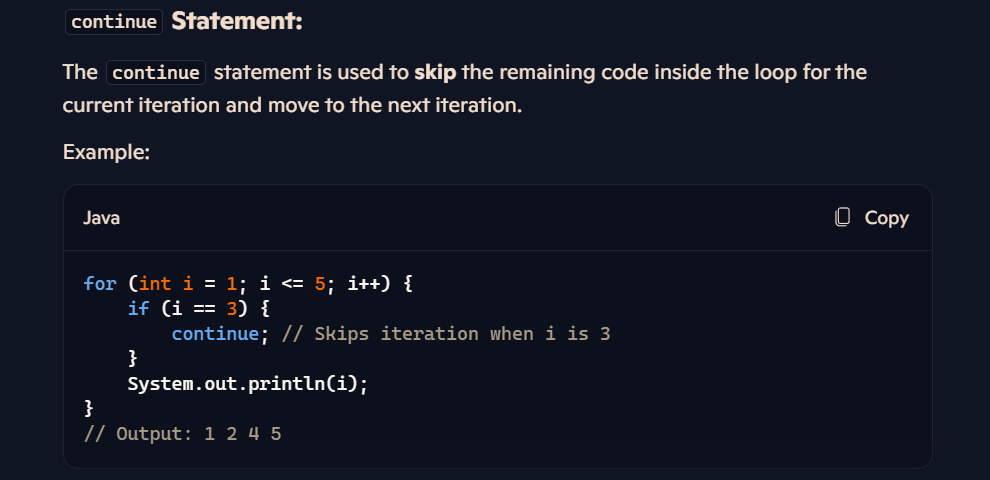 continue Statement:
The continue statement is used to skip the remaining code inside the loop for the
current iteration and move to the next iteration.
Example:
Java
Copy
for (int i = 1; i <= 5; i++) {
    if (i == 3) {
        continue; // Skips iteration when i is 3
    }
    System.out.println(i);
}
// Output: 1 2 4 5